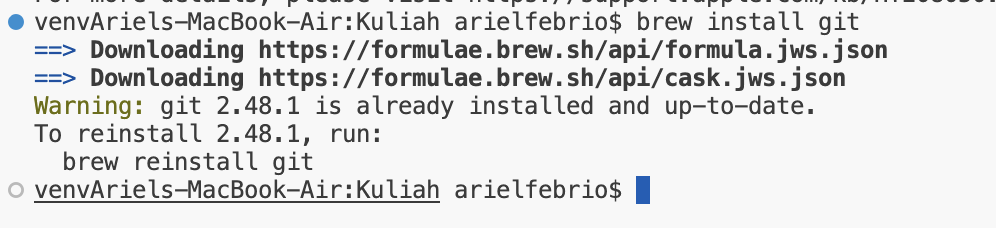 venvAriels-MacBook-Air:Kuliah arielfebrio$ brew install git
==> Downloading https://formulae.brew.sh/api/formula.jws.json
==> Downloading https://formulae.brew.sh/api/cask.jws.json
Warning: git 2.48.1 is already installed and up-to-date.
To reinstall 2.48.1, run:
  brew reinstall git
venvAriels-MacBook-Air:Kuliah arielfebrio$